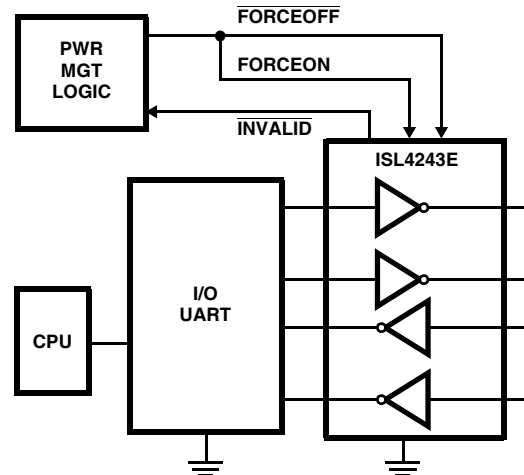 FORCEOFF
PWR
MGT
LOGIC
FORCEON
INVALID
ISL4243E
I/O
UART
CPU